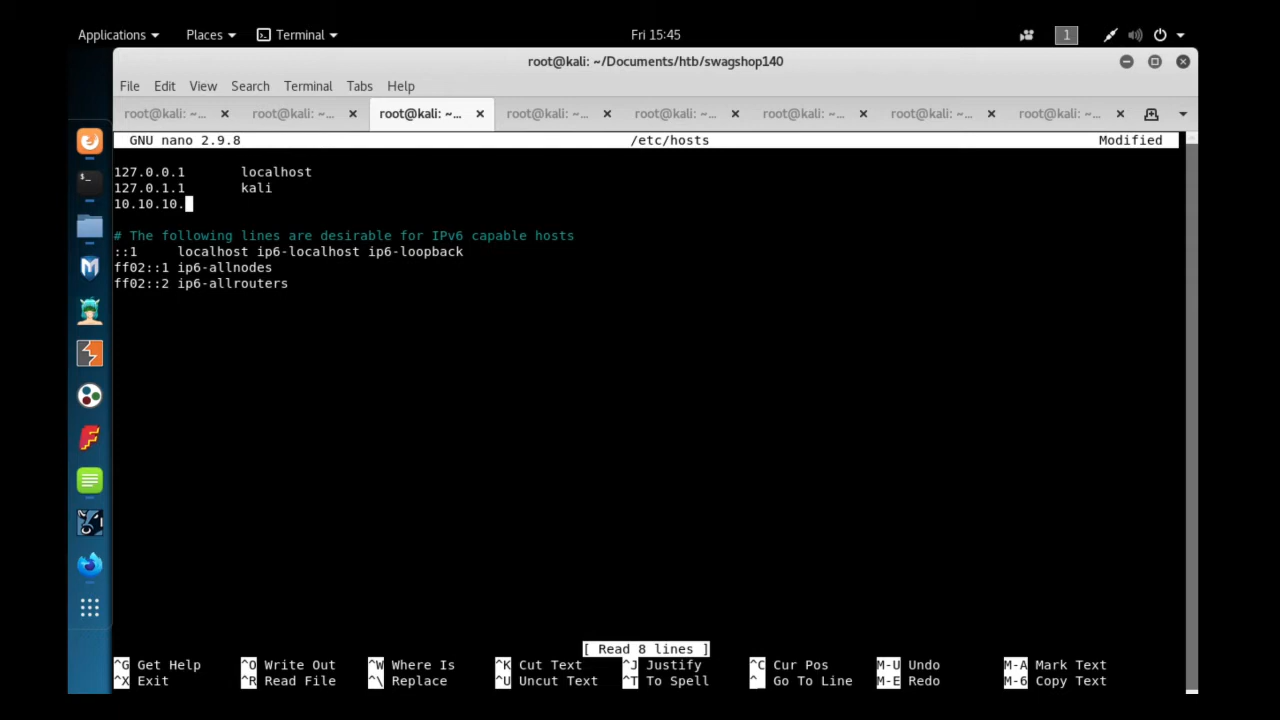 Applications Places Terminal Fri 15:45 1
root@kali: ~/Documents/htb/swagshop140
File Edit View Search Terminal Tabs Help
root@kali: ~... root@kali: ~... root@kali: ~... root@kali: ~... root@kali: ~... root@kali: ~... root@kali: ~... root@kali: ~...
GNU nano 2.9.8 /etc/hosts Modified
127.0.0.1 localhost
127.0.1.1 kali
10.10.10.
# The following lines are desirable for IPv6 capable hosts
::1 localhost ip6-localhost ip6-loopback
ff02::1 ip6-allnodes
ff02::2 ip6-allrouters
[ Read 8 lines ]
^G Get Help ^O Write Out ^W Where Is ^K Cut Text ^J Justify ^C Cur Pos M-U Undo M-A Mark Text
^X Exit ^R Read File ^\ Replace ^U Uncut Text ^T To Spell ^_ Go To Line M-E Redo M-6 Copy Text